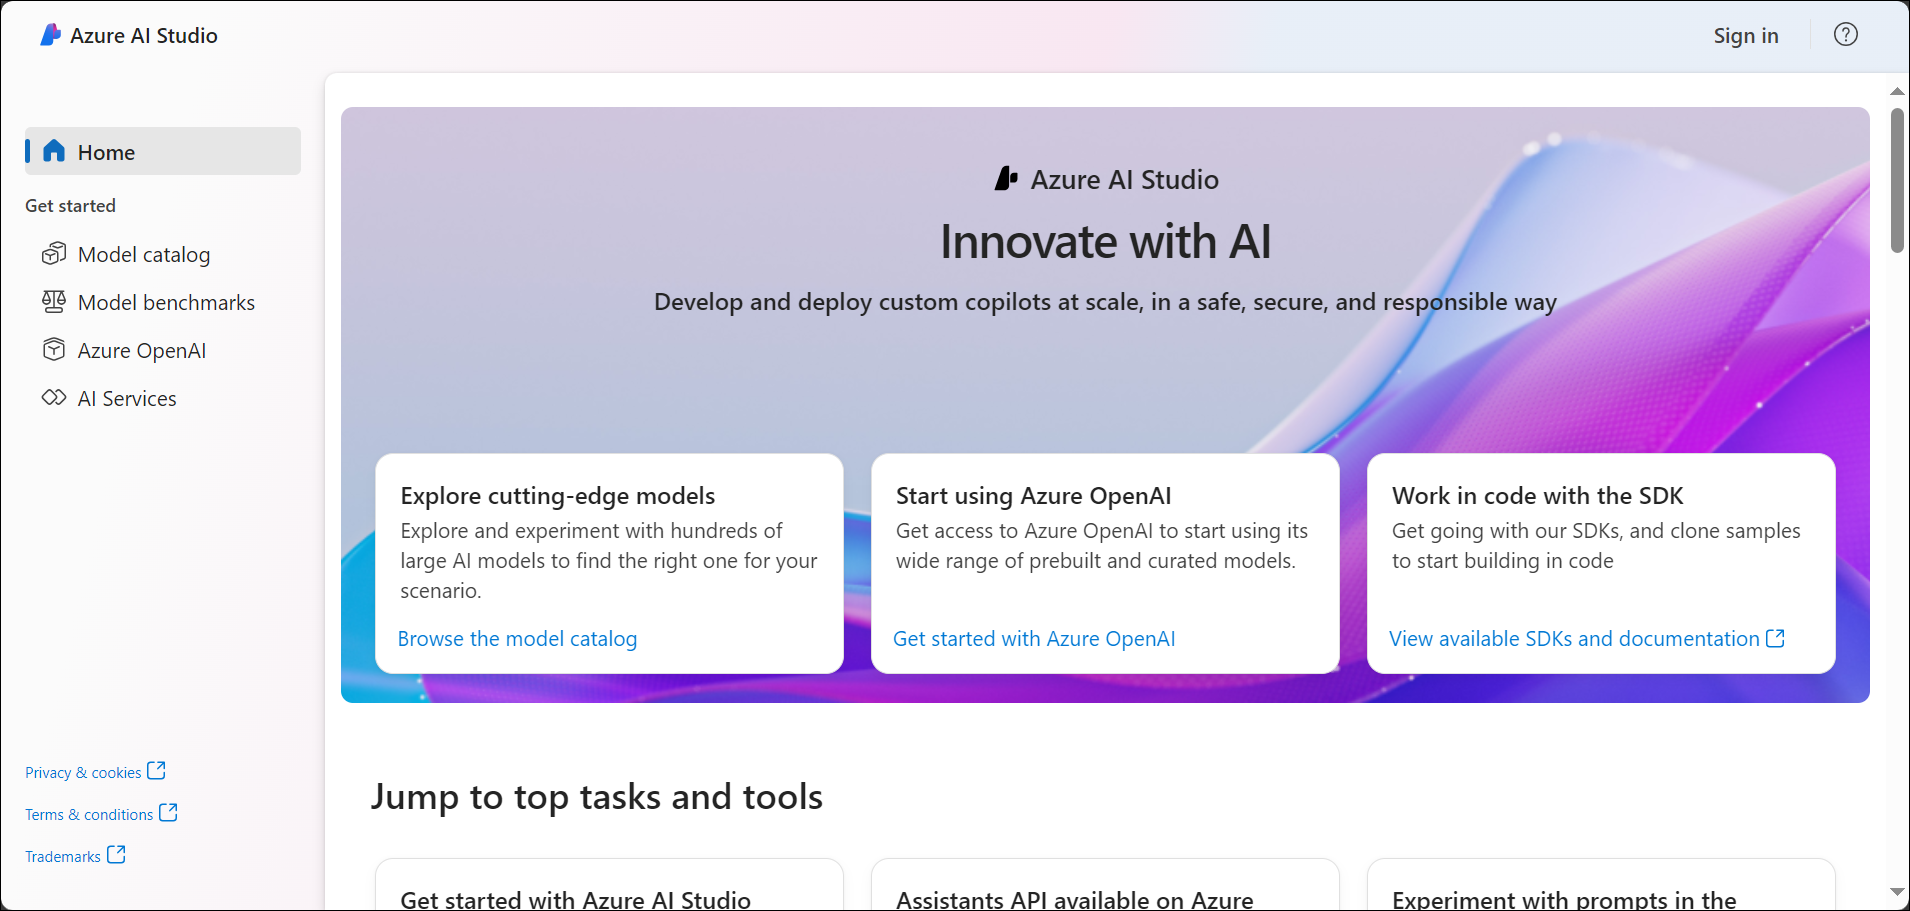 Azure AI Studio
Sign in
Home
Get started
Model catalog
Model benchmarks
Azure OpenAI
AI Services
Privacy & cookies
Terms & conditions
Trademarks
Azure AI Studio
Innovate with AI
Develop and deploy custom copilots at scale, in a safe, secure, and responsible way
Explore cutting-edge models
Explore and experiment with hundreds of
large AI models to find the right one for your
scenario.
Browse the model catalog
Start using Azure OpenAI
Get access to Azure OpenAI to start using its
wide range of prebuilt and curated models.
Get started with Azure OpenAI
Work in code with the SDK
Get going with our SDKs, and clone samples
to start building in code
View available SDKs and documentation
Jump to top tasks and tools
Get started with Azure AI Studio
Assistants API available on Azure
Experiment with prompts in the